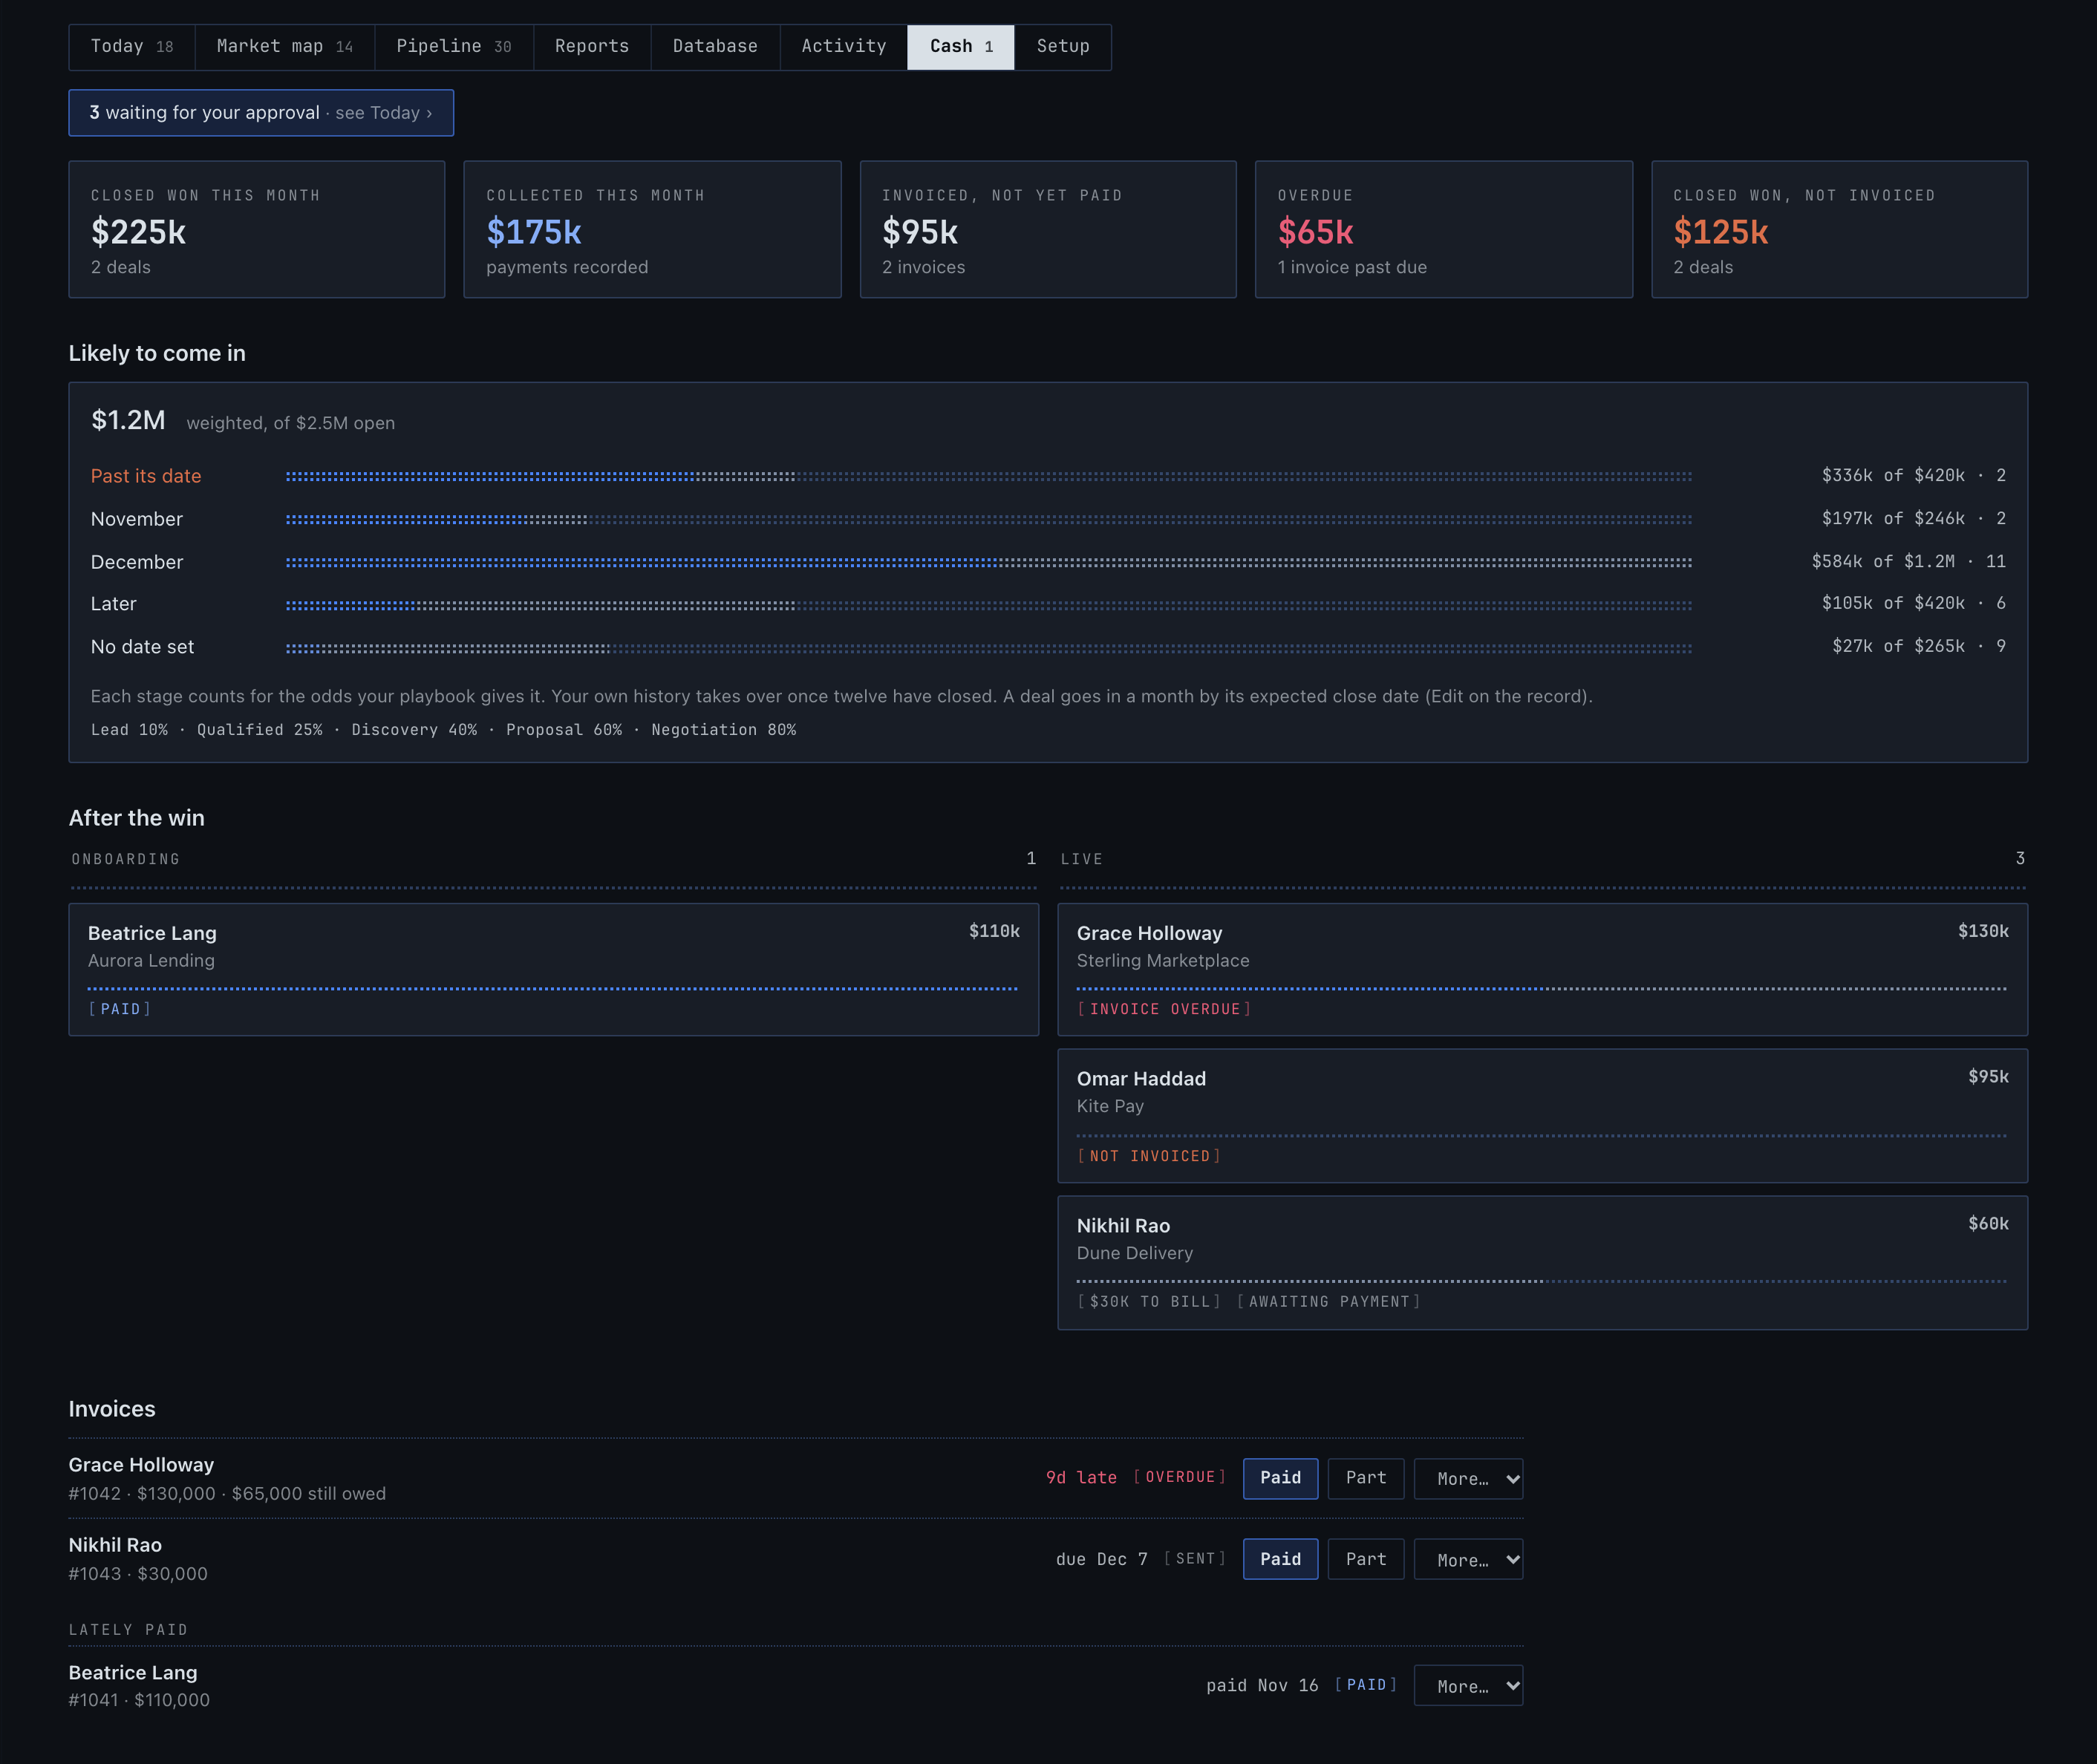 Today 18 Market map 14 Pipeline 30 Reports Database Activity Cash 1 Setup
3 waiting for your approval · see Today ›
CLOSED WON THIS MONTH
$225k
2 deals
COLLECTED THIS MONTH
$175k
payments recorded
INVOICED, NOT YET PAID
$95k
2 invoices
OVERDUE
$65k
1 invoice past due
CLOSED WON, NOT INVOICED
$125k
2 deals
Likely to come in
$1.2M weighted, of $2.5M open
Past its date $336k of $420k · 2
November $197k of $246k · 2
December $584k of $1.2M · 11
Later $105k of $420k · 6
No date set $27k of $265k · 9
Each stage counts for the odds your playbook gives it. Your own history takes over once twelve have closed. A deal goes in a month by its expected close date (Edit on the record).
Lead 10% · Qualified 25% · Discovery 40% · Proposal 60% · Negotiation 80%
After the win
ONBOARDING 1
Beatrice Lang $110k
Aurora Lending
[PAID]
LIVE 3
Grace Holloway $130k
Sterling Marketplace
[INVOICE OVERDUE]
Omar Haddad $95k
Kite Pay
[NOT INVOICED]
Nikhil Rao $60k
Dune Delivery
[$30K TO BILL] [AWAITING PAYMENT]
Invoices
Grace Holloway
#1042 · $130,000 · $65,000 still owed
9d late [OVERDUE] Paid Part More…
Nikhil Rao
#1043 · $30,000
due Dec 7 [SENT] Paid Part More…
LATELY PAID
Beatrice Lang
#1041 · $110,000
paid Nov 16 [PAID] More…